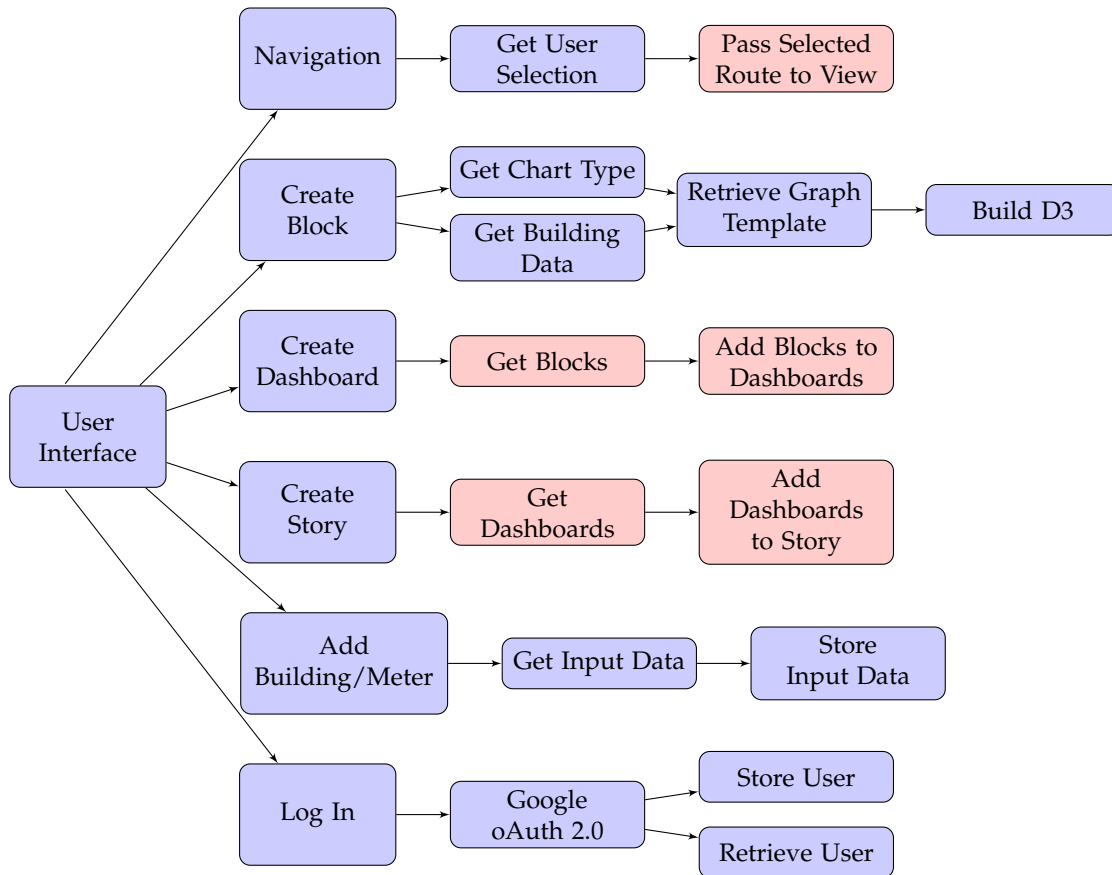 Navigation
Get User
Selection
Pass Selected
Route to View
Create
Block
Get Chart Type
Get Building
Data
Retrieve Graph
Template
Build D3
Create
Dashboard
Get Blocks
Add Blocks to
Dashboards
User
Interface
Create
Story
Get
Dashboards
Add
Dashboards
to Story
Add
Building/Meter
Get Input Data
Store
Input Data
Log In
Google
oAuth 2.0
Store User
Retrieve User